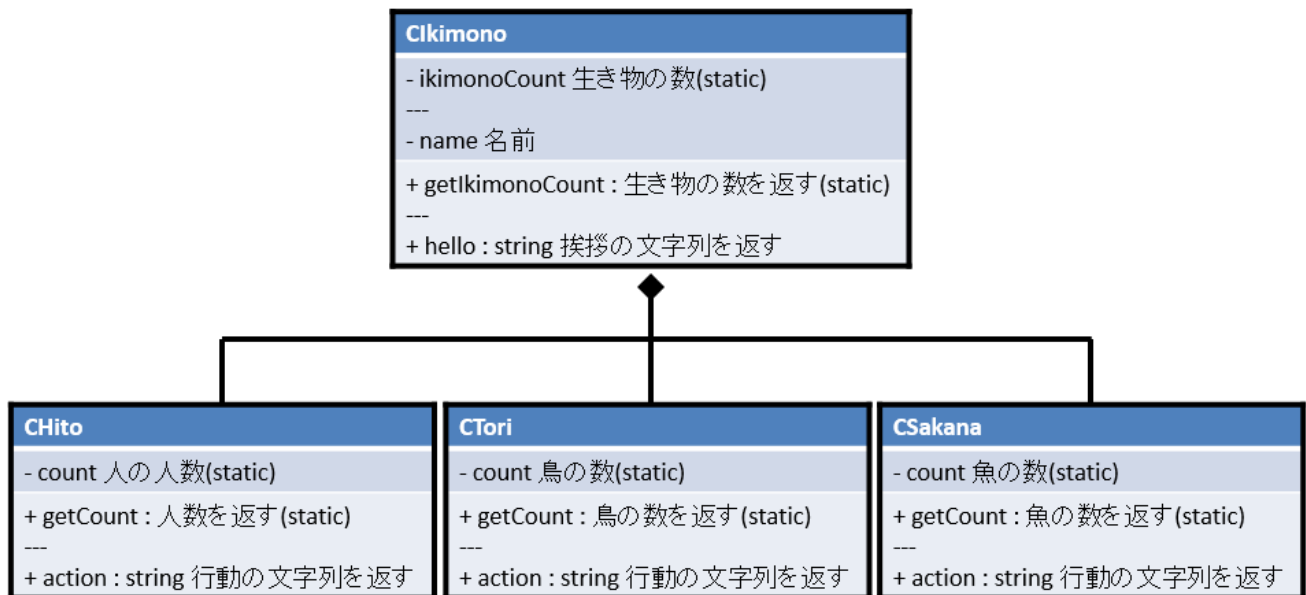 CIkimono
- ikimonoCount 生き物の数(static)
---
- name 名前
+ getIkimonoCount : 生き物の数を返す(static)
---
+ hello : string 挨拶の文字列を返す
CHito
- count 人の人数(static)
+ getCount : 人数を返す(static)
---
+ action : string 行動の文字列を返す
CTori
- count 鳥の数(static)
+ getCount : 鳥の数を返す(static)
---
+ action : string 行動の文字列を返す
CSakana
- count 魚の数(static)
+ getCount : 魚の数を返す(static)
---
+ action : string 行動の文字列を返す